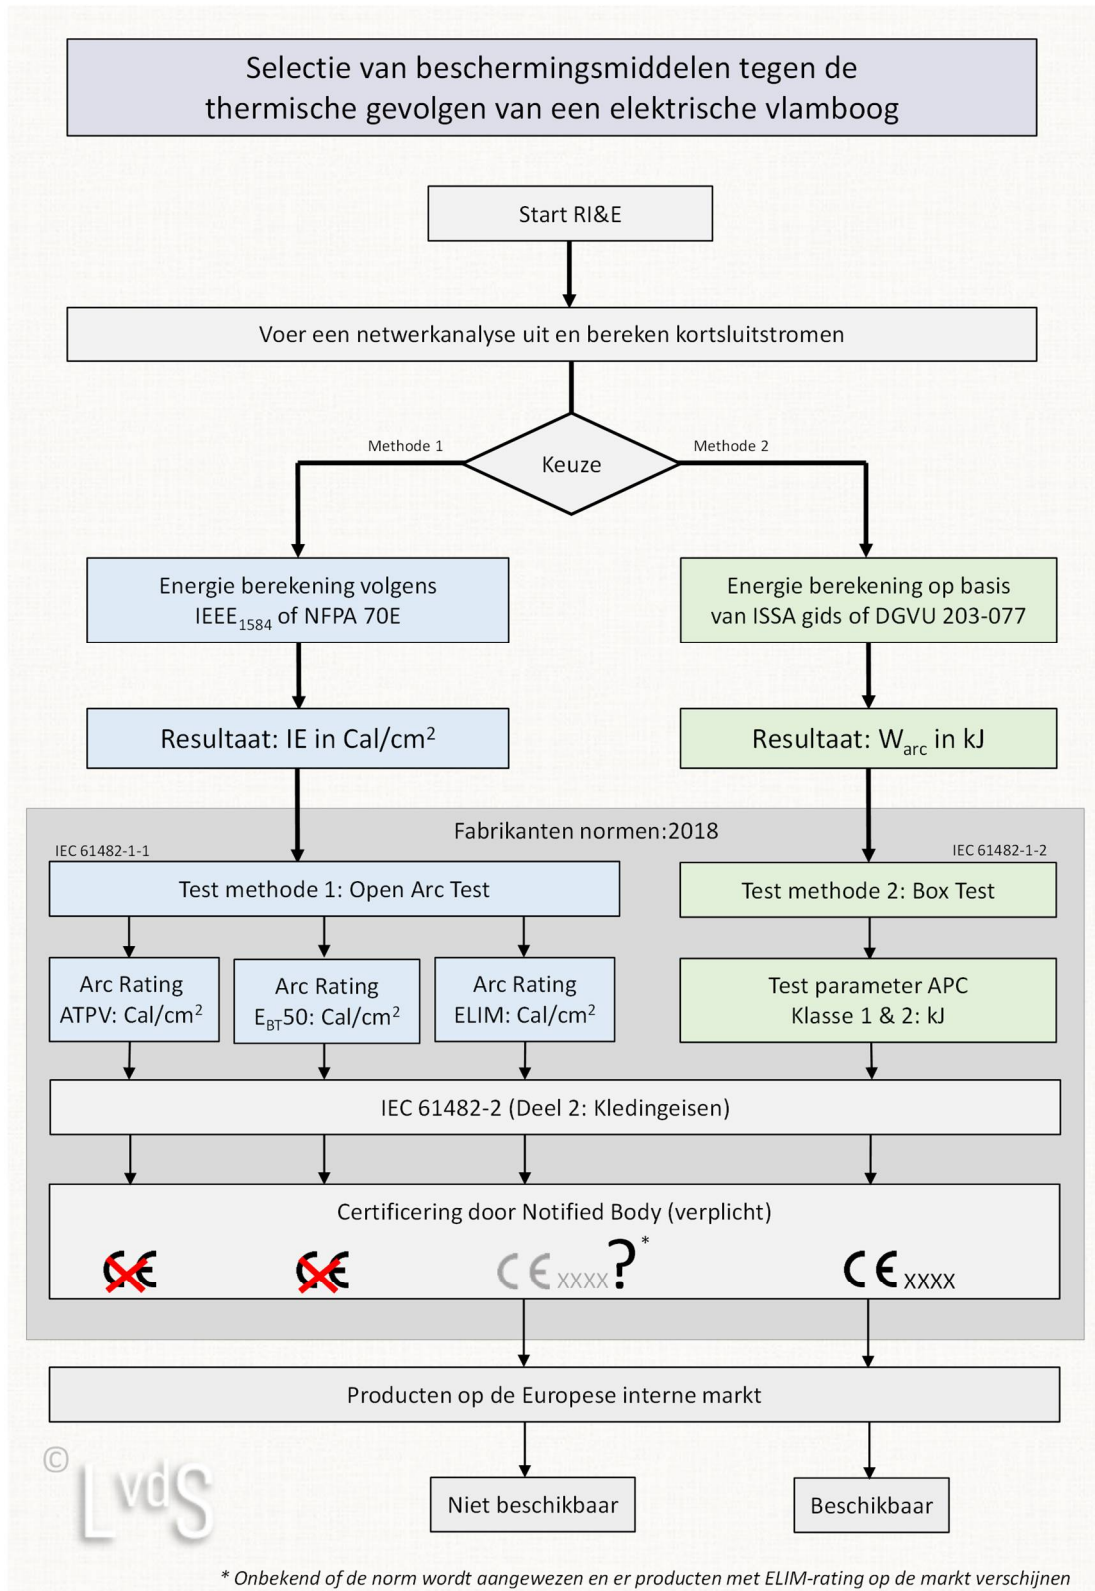 Selectie van beschermingsmiddelen tegen de
thermische gevolgen van een elektrische vlamboog
Start RI&E
Voer een netwerkanalyse uit en bereken kortsluitstromen
Methode 1
Keuze
Methode 2
Energie berekening volgens
IEEE1584 of NFPA 70E
Energie berekening op basis
van ISSA gids of DGVU 203-077
Resultaat: IE in Cal/cm²
Resultaat: Warc in kJ
Fabrikanten normen:2018
IEC 61482-1-1
IEC 61482-1-2
Test methode 1: Open Arc Test
Test methode 2: Box Test
Arc Rating
ATPV: Cal/cm²
Arc Rating
EBT50: Cal/cm²
Arc Rating
ELIM: Cal/cm²
Test parameter APC
Klasse 1 & 2: kJ
IEC 61482-2 (Deel 2: Kledingeisen)
Certificering door Notified Body (verplicht)
CE
CE
CE XXXX?*
CE XXXX
Producten op de Europese interne markt
© LvdS
Niet beschikbaar
Beschikbaar
* Onbekend of de norm wordt aangewezen en er producten met ELIM-rating op de markt verschijnen